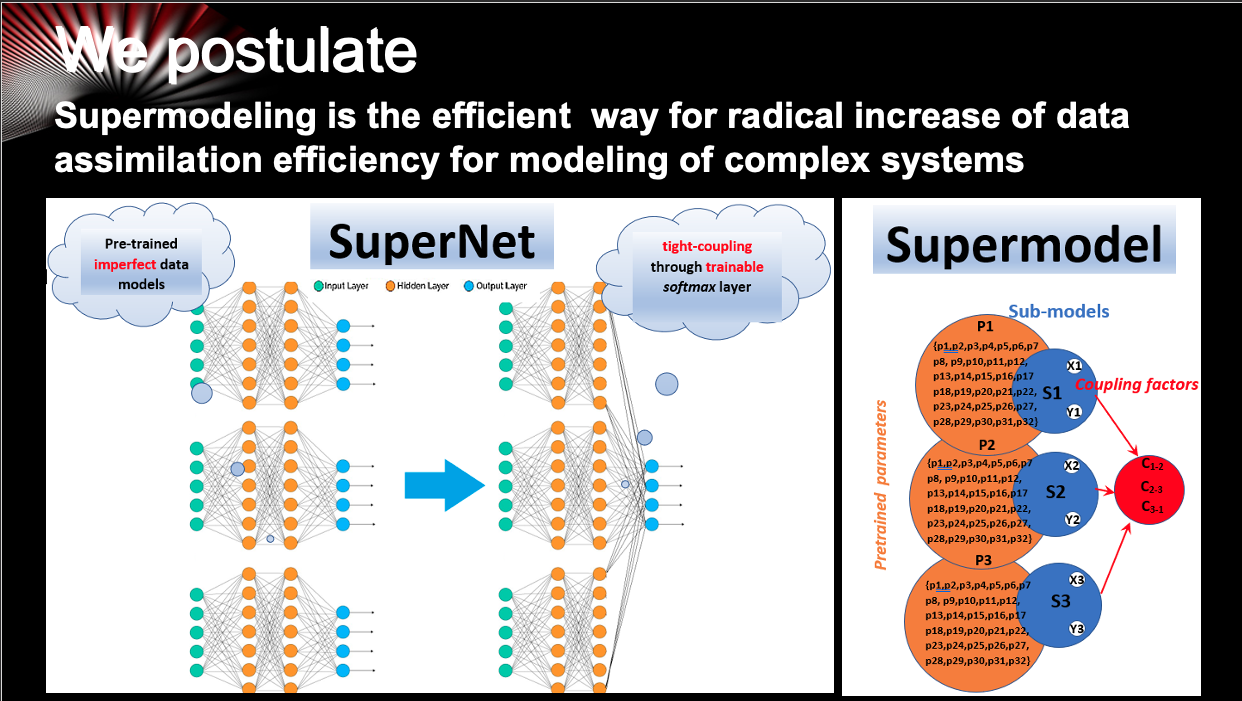 We postulate
Supermodeling is the efficient  way for radical increase of data
assimilation efficiency for modeling of complex systems
Pre-trained
imperfect data
models
SuperNet
tight-coupling
through trainable
softmax layer
Input Layer
Hidden Layer
Output Layer
Supermodel
Sub-models
Pretrained parameters
P1
{p1,p2,p3,p4,p5,p6,p7
p8, p9,p10,p11,p12,
p13,p14,p15,p16,p17
p18,p19,p20,p21,p22,
p23,p24,p25,p26,p27,
p28,p29,p30,p31,p32}
S1
X1
Y1
Coupling factors
P2
{p1,p2,p3,p4,p5,p6,p7
p8, p9,p10,p11,p12,
p13,p14,p15,p16,p17
p18,p19,p20,p21,p22,
p23,p24,p25,p26,p27,
p28,p29,p30,p31,p32}
S2
X2
Y2
C1-2
C2-3
C3-1
P3
{p1,p2,p3,p4,p5,p6,p7
p8, p9,p10,p11,p12,
p13,p14,p15,p16,p17
p18,p19,p20,p21,p22,
p23,p24,p25,p26,p27,
p28,p29,p30,p31,p32}
S3
X3
Y3